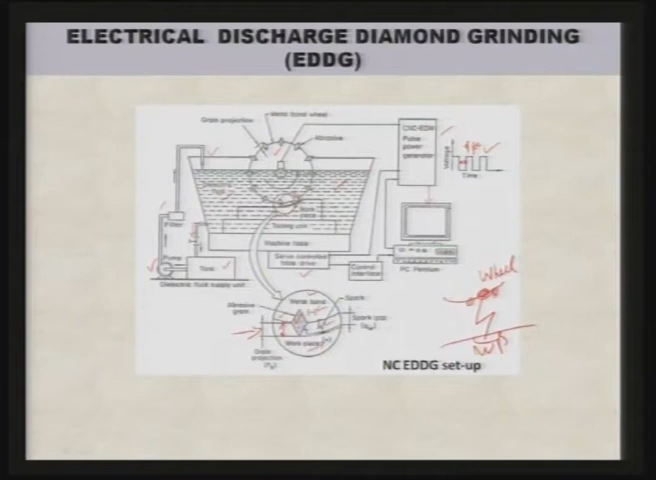 ELECTRICAL DISCHARGE DIAMOND GRINDING
(EDDG)
Metal bond wheel
Grain projection
Abrasive
CNC-EDM
Pulse
power
generator
Voltage
Time
Filter
Work
piece
Tooling unit
Machine table
Pump
Tank
Servo controlled
table drive
Control
interface
PC Pentium
Dielectric fluid supply unit
Wheel
Metal bond
Spark
Abrasive
grain
Spark gap
Work piece
Grain
projection
W/P
NC EDDG set-up